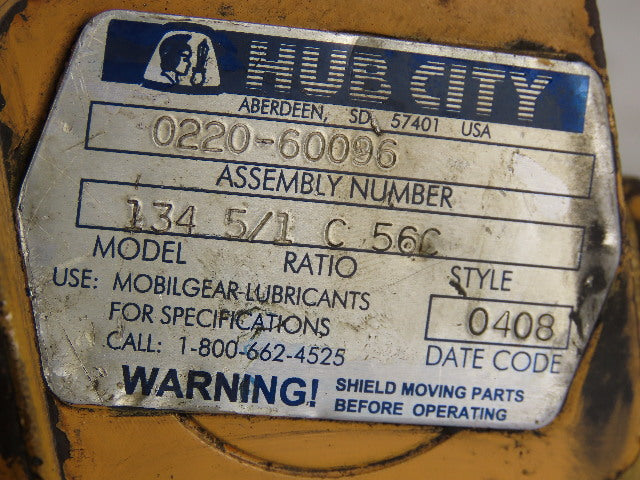 HUB CITY
ABERDEEN, SD, 57401 USA
0220-60096
ASSEMBLY NUMBER
134 5/1 C 56C
MODEL RATIO STYLE
USE: MOBILGEAR LUBRICANTS
FOR SPECIFICATIONS
CALL: 1-800-662-4525
0408
DATE CODE
WARNING! SHIELD MOVING PARTS
BEFORE OPERATING